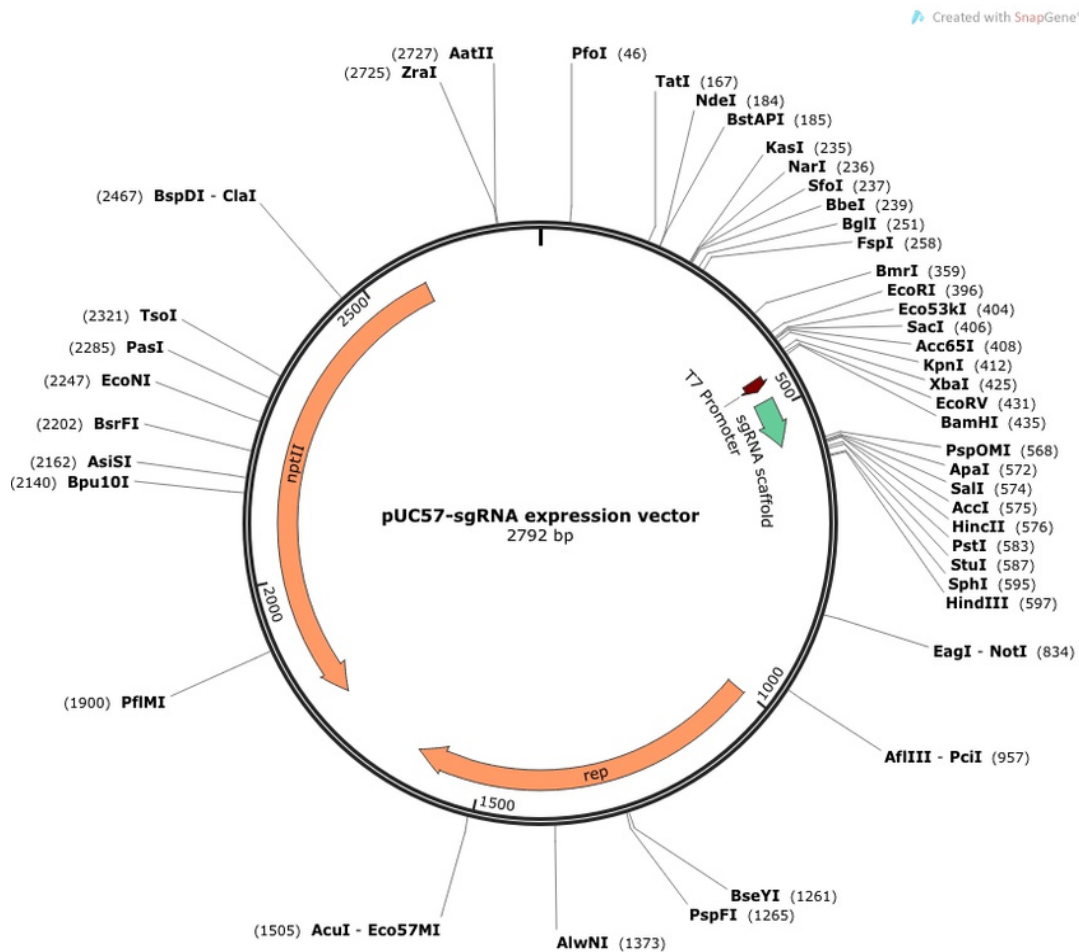 Created with SnapGene®
(2727) AatII
(2725) ZraI
PfoI (46)
TatI (167)
NdeI (184)
BstAPI (185)
KasI (235)
NarI (236)
SfoI (237)
BbeI (239)
BglI (251)
FspI (258)
BmrI (359)
EcoRI (396)
Eco53kI (404)
SacI (406)
Acc65I (408)
KpnI (412)
XbaI (425)
EcoRV (431)
BamHI (435)
PspOMI (568)
ApaI (572)
SalI (574)
AccI (575)
HincII (576)
PstI (583)
StuI (587)
SphI (595)
HindIII (597)
EagI - NotI (834)
AflIII - PciI (957)
BseYI (1261)
PspFI (1265)
AlwNI (1373)
(1505) AcuI - Eco57MI
(1900) PflMI
(2140) Bpu10I
(2162) AsiSI
(2202) BsrFI
(2247) EcoNI
(2285) PasI
(2321) TsoI
(2467) BspDI - ClaI
500
1000
1500
2000
2500
T7 Promoter
sgRNA scaffold
rep
nptII
pUC57-sgRNA expression vector
2792 bp